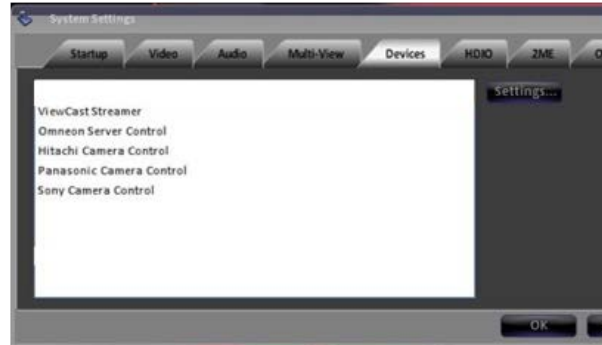 System Settings
Startup Video Audio Multi-View Devices HDIO 2ME
Settings...
ViewCast Streamer
Omneon Server Control
Hitachi Camera Control
Panasonic Camera Control
Sony Camera Control
OK